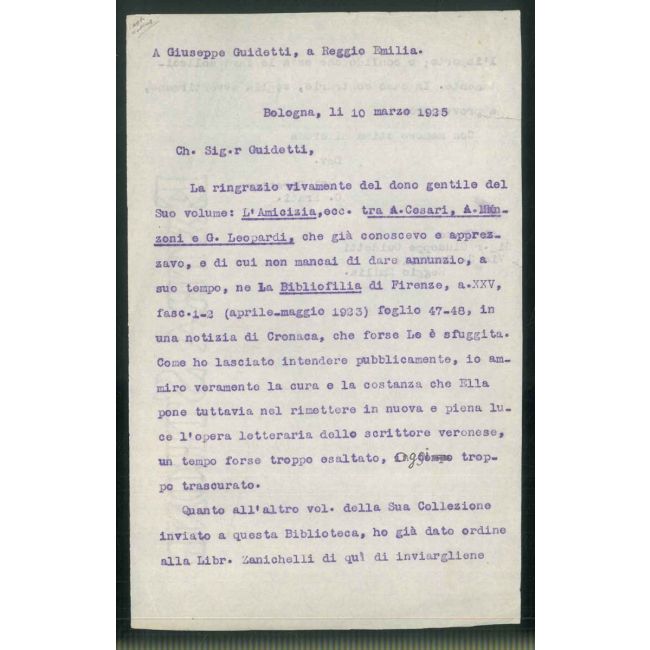 A Giuseppe Guidetti, a Reggio Emilia.
Bologna, li 10 marzo 1925
Ch. Sig.r Guidetti,
La ringrazio vivamente del dono gentile del
Suo volume: L'Amicizia,ecc. tra A.Cesari, A.Man-
zoni e G. Leopardi, che già conoscevo e apprez-
zavo, e di cui non mancai di dare annunzio, a
suo tempo, ne La Bibliofilia di Firenze, a.XXV,
fasc.1-2 (aprile-maggio 1923) foglio 47-48, in
una notizia di Cronaca, che forse Le è sfuggita.
Come ho lasciato intendere pubblicamente, io am-
miro veramente la cura e la costanza che Ella
pone tuttavia nel rimettere in nuova e piena lu-
ce l'opera letteraria dello scrittore veronese,
un tempo forse troppo esaltato, oggi trop-
po trascurato.
Quanto all'altro vol. della Sua Collezione
inviato a questa Biblioteca, ho già dato ordine
alla Libr. Zanichelli di quì di inviargliene